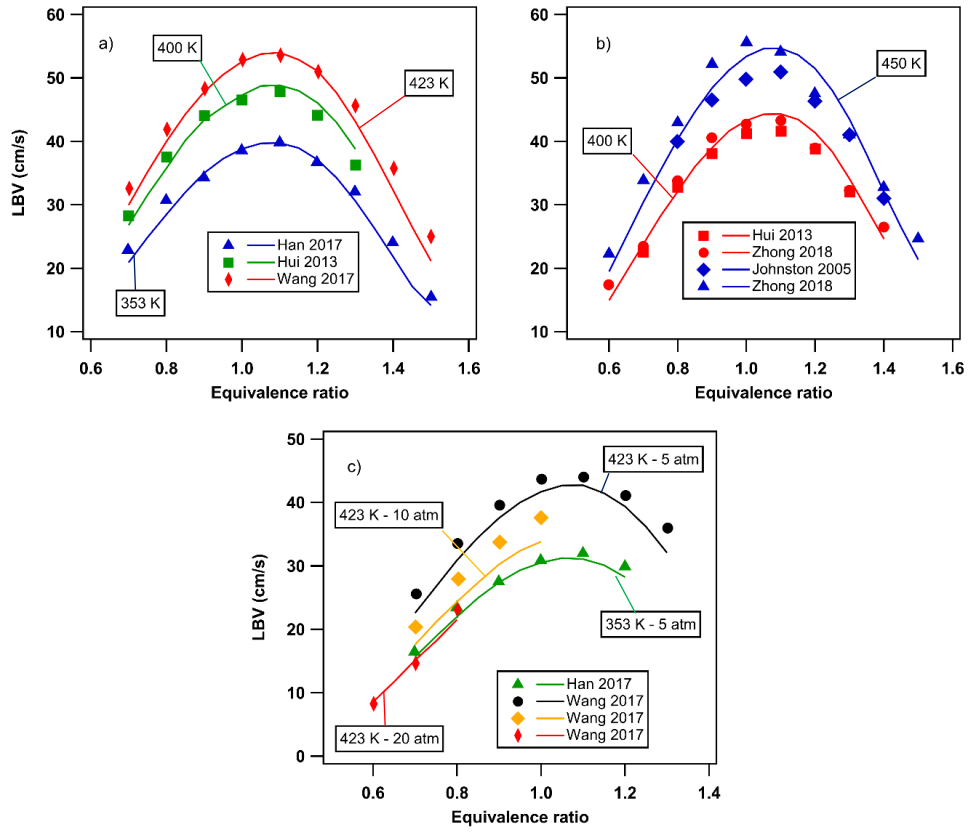 a)
60
50
40
30
20
10
LBV (cm/s)
400 K
423 K
353 K
Han 2017
Hui 2013
Wang 2017
0.6 0.8 1.0 1.2 1.4 1.6
Equivalence ratio
b)
60
50
40
30
20
10
450 K
400 K
Hui 2013
Zhong 2018
Johnston 2005
Zhong 2018
0.6 0.8 1.0 1.2 1.4 1.6
Equivalence ratio
c)
50
40
30
20
10
0
LBV (cm/s)
423 K - 5 atm
423 K - 10 atm
353 K - 5 atm
423 K - 20 atm
Han 2017
Wang 2017
Wang 2017
Wang 2017
0.6 0.8 1.0 1.2 1.4
Equivalence ratio